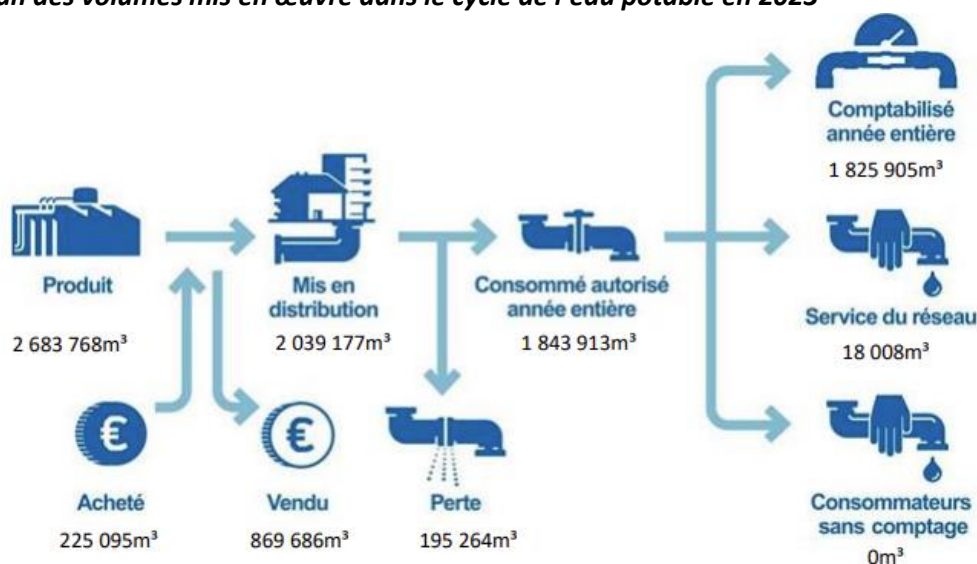 des volumes mis en œuvre dans le cycle de l'eau potable en
Comptabilisé
année entière
1 825 905m³
Produit
2 683 768m³
Mis en
distribution
2 039 177m³
Consommé autorisé
année entière
1 843 913m³
Service du réseau
18 008m³
€
Acheté
225 095m³
€
Vendu
869 686m³
Perte
195 264m³
Consommateurs
sans comptage
0m³